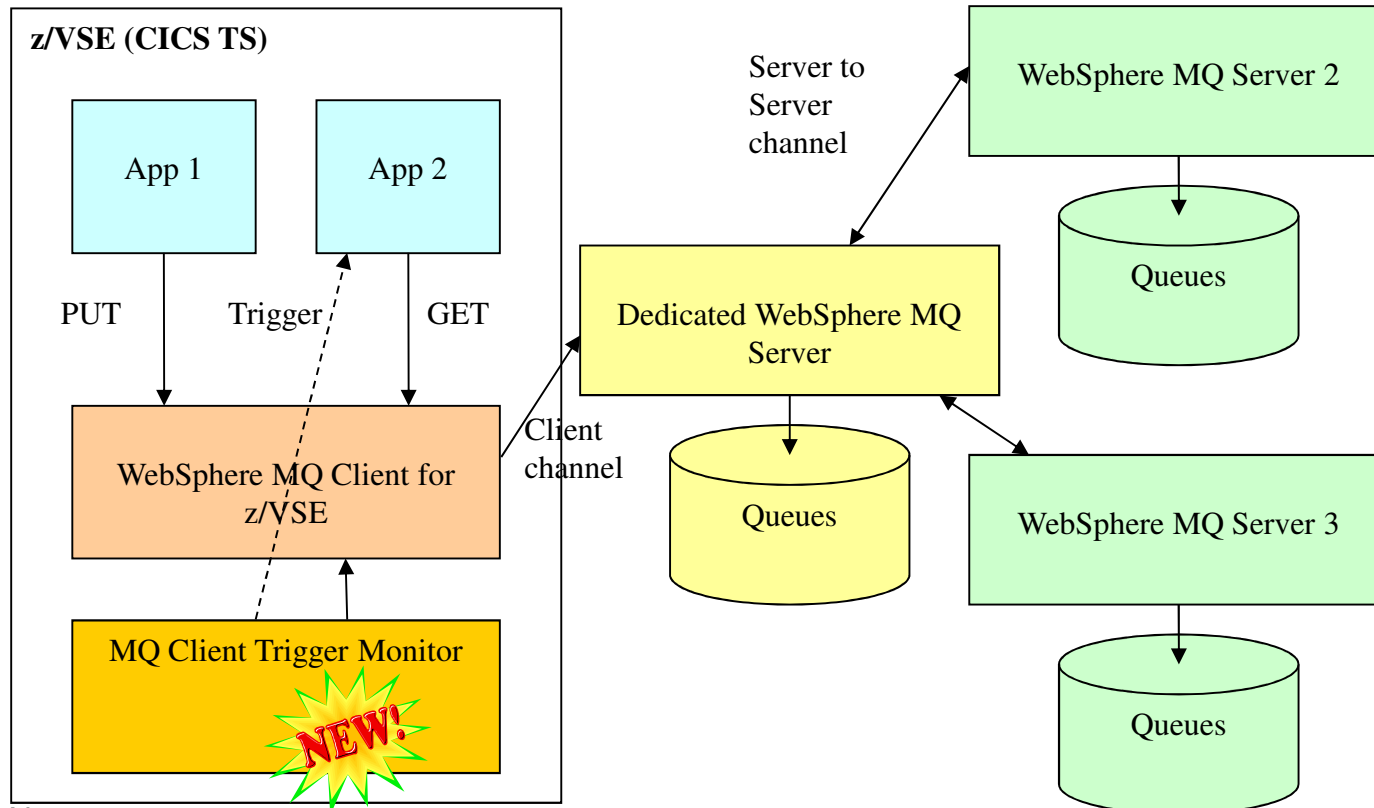 z/VSE (CICS TS)
App 1
App 2
PUT
Trigger
GET
WebSphere MQ Client for
z/VSE
MQ Client Trigger Monitor
NEW!
Client
channel
Server to
Server
channel
Dedicated WebSphere MQ
Server
Queues
WebSphere MQ Server 2
Queues
WebSphere MQ Server 3
Queues